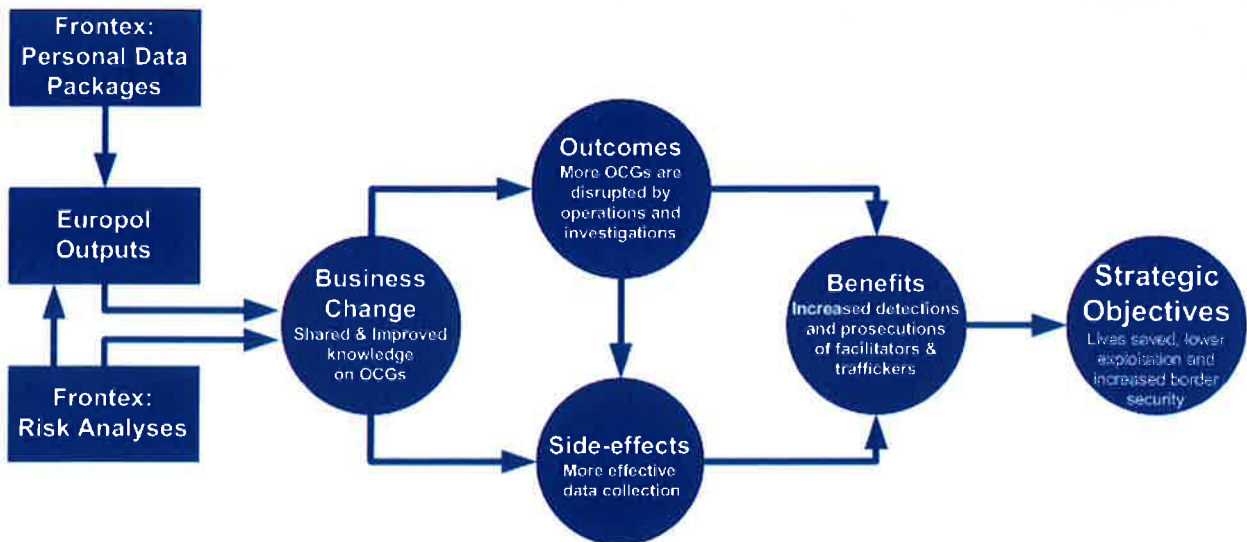 Frontex:
Personal Data
Packages
Europol
Outputs
Frontex:
Risk Analyses
Business
Change
Shared & Improved
knowledge
on OCGs
Outcomes
More OCGs are
disrupted by
operations and
investigations
Side-effects
More effective
data collection
Benefits
Increased detections
and prosecutions
of facilitators &
traffickers
Strategic
Objectives
Lives saved, lower
exploitation and
increased border
security